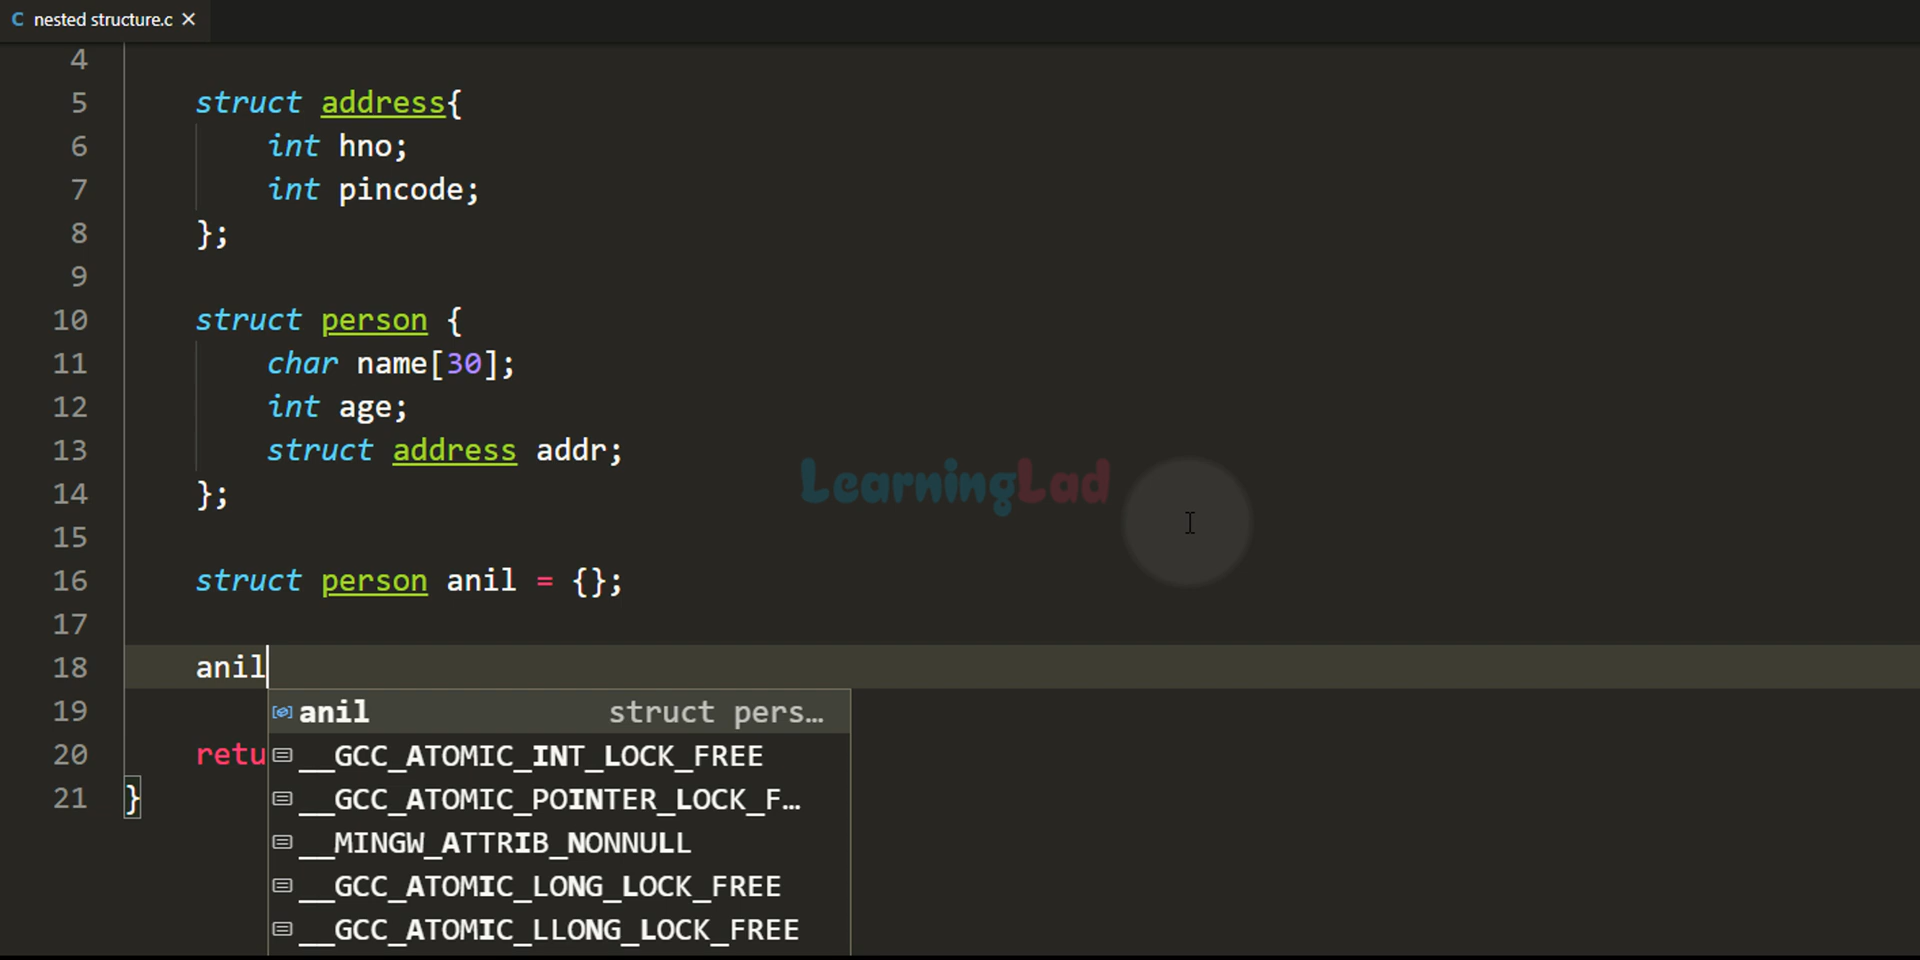 C nested structure.c ×
4
5 struct address{
6 int hno;
7 int pincode;
8 };
9
10 struct person {
11 char name[30];
12 int age;
13 struct address addr;
LearningLad
14 };
15
16 struct person anil = {};
17
18 anil
19 anil struct pers…
20 retu __GCC_ATOMIC_INT_LOCK_FREE
21 } __GCC_ATOMIC_POINTER_LOCK_F…
__MINGW_ATTRIB_NONNULL
__GCC_ATOMIC_LONG_LOCK_FREE
__GCC_ATOMIC_LLONG_LOCK_FREE